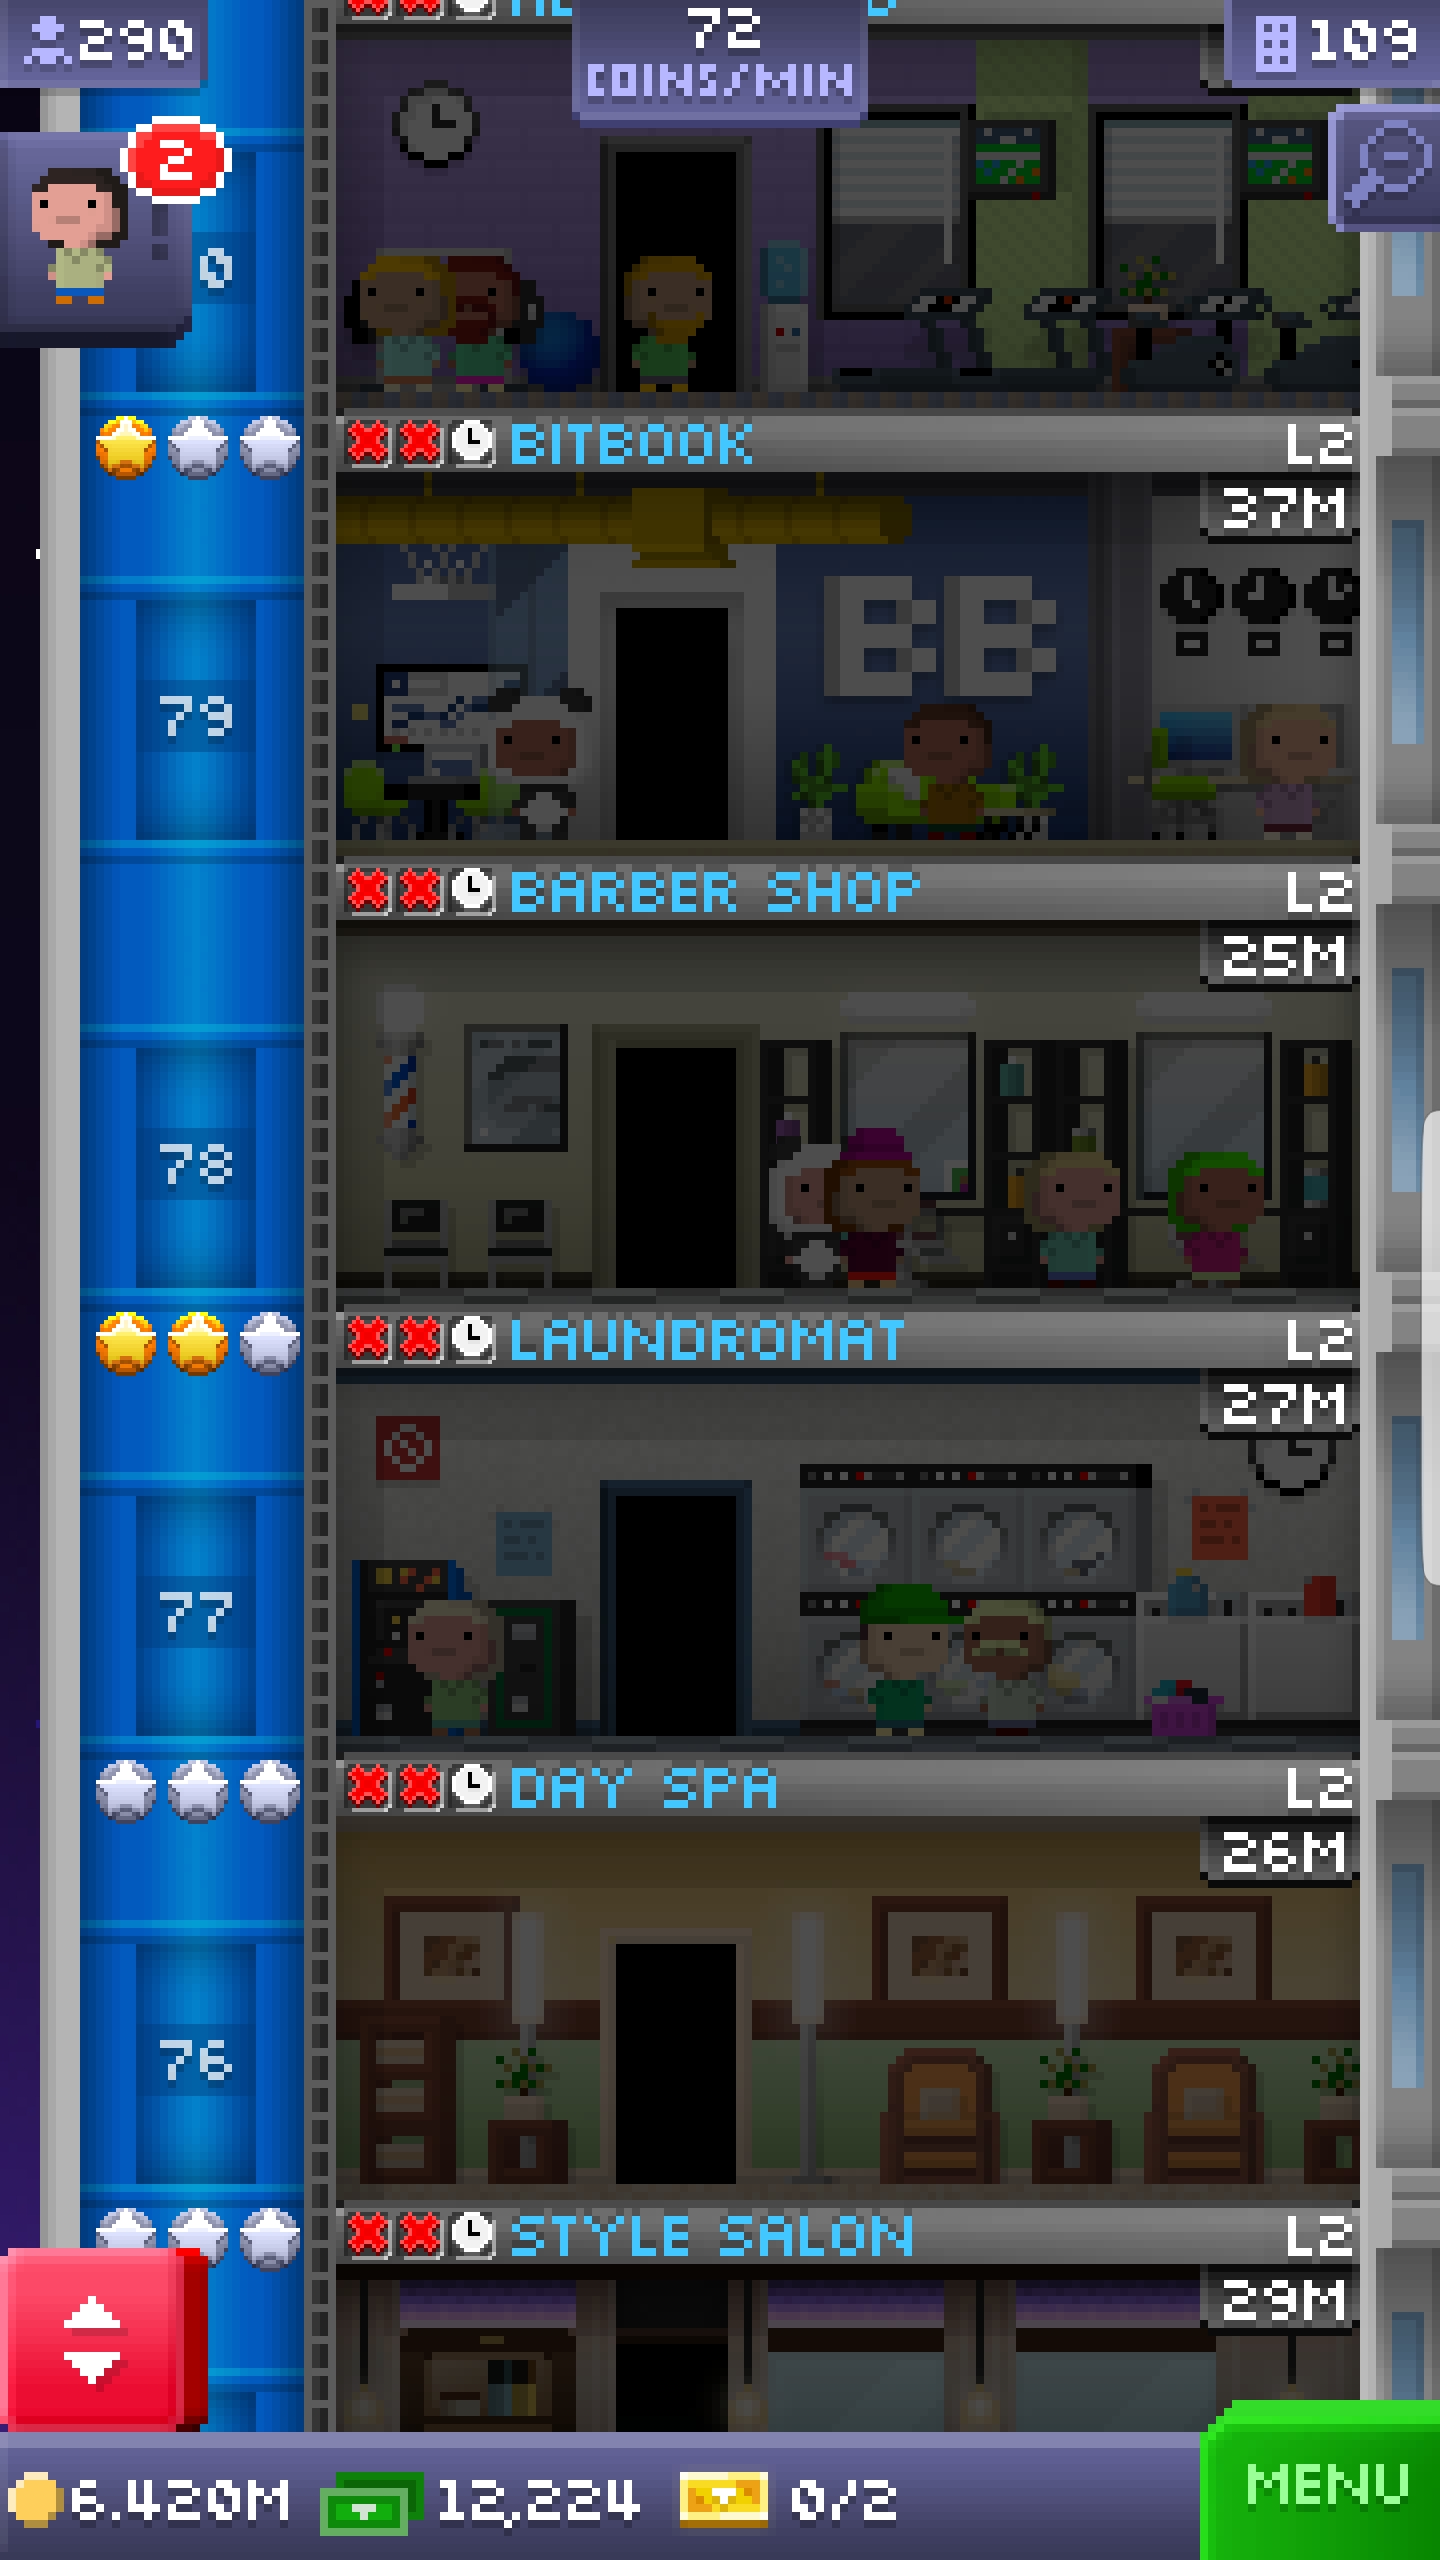 290
72
COINS/MIN
109
2
0
BITBOOK L2
37M
BB
79
BARBER SHOP L2
25M
78
LAUNDROMAT L2
27M
77
DAY SPA L2
26M
76
STYLE SALON L2
29M
6.420M 12,224 0/2
MENU